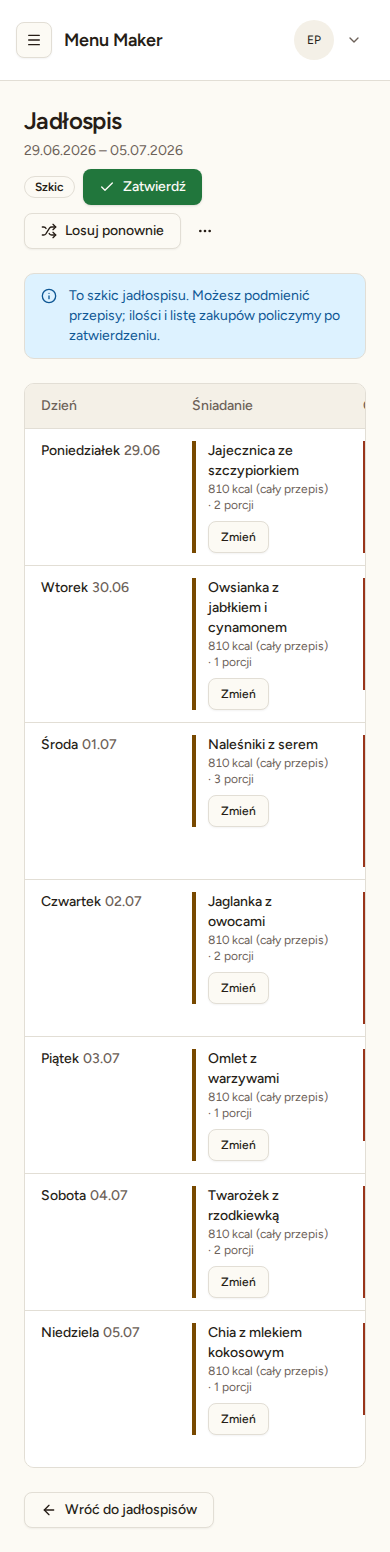 Menu Maker
EP
Jadłospis
29.06.2026 – 05.07.2026
Szkic
Zatwierdź
Losuj ponownie
To szkic jadłospisu. Możesz podmienić
przepisy; ilości i listę zakupów policzymy po
zatwierdzeniu.
Dzień
Śniadanie
Poniedziałek 29.06
Jajecznica ze
szczypiorkiem
810 kcal (cały przepis)
· 2 porcji
Zmień
Wtorek 30.06
Owsianka z
jabłkiem i
cynamonem
810 kcal (cały przepis)
· 1 porcji
Zmień
Środa 01.07
Naleśniki z serem
810 kcal (cały przepis)
· 3 porcji
Zmień
Czwartek 02.07
Jaglanka z
owocami
810 kcal (cały przepis)
· 2 porcji
Zmień
Piątek 03.07
Omlet z
warzywami
810 kcal (cały przepis)
· 1 porcji
Zmień
Sobota 04.07
Twarożek z
rzodkiewką
810 kcal (cały przepis)
· 2 porcji
Zmień
Niedziela 05.07
Chia z mlekiem
kokosowym
810 kcal (cały przepis)
· 1 porcji
Zmień
Wróć do jadłospisów